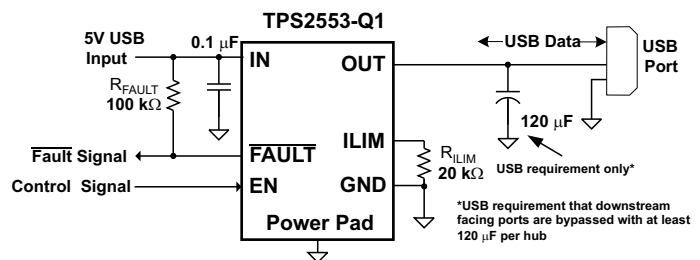 TPS2553-Q1
5V USB
Input
0.1 μF
IN
OUT
USB Data
USB
Port
R_FAULT
100 kΩ
120 μF
USB requirement only*
Fault Signal
FAULT
ILIM
R_ILIM
20 kΩ
Control Signal
EN
GND
Power Pad
*USB requirement that downstream
facing ports are bypassed with at least
120 μF per hub